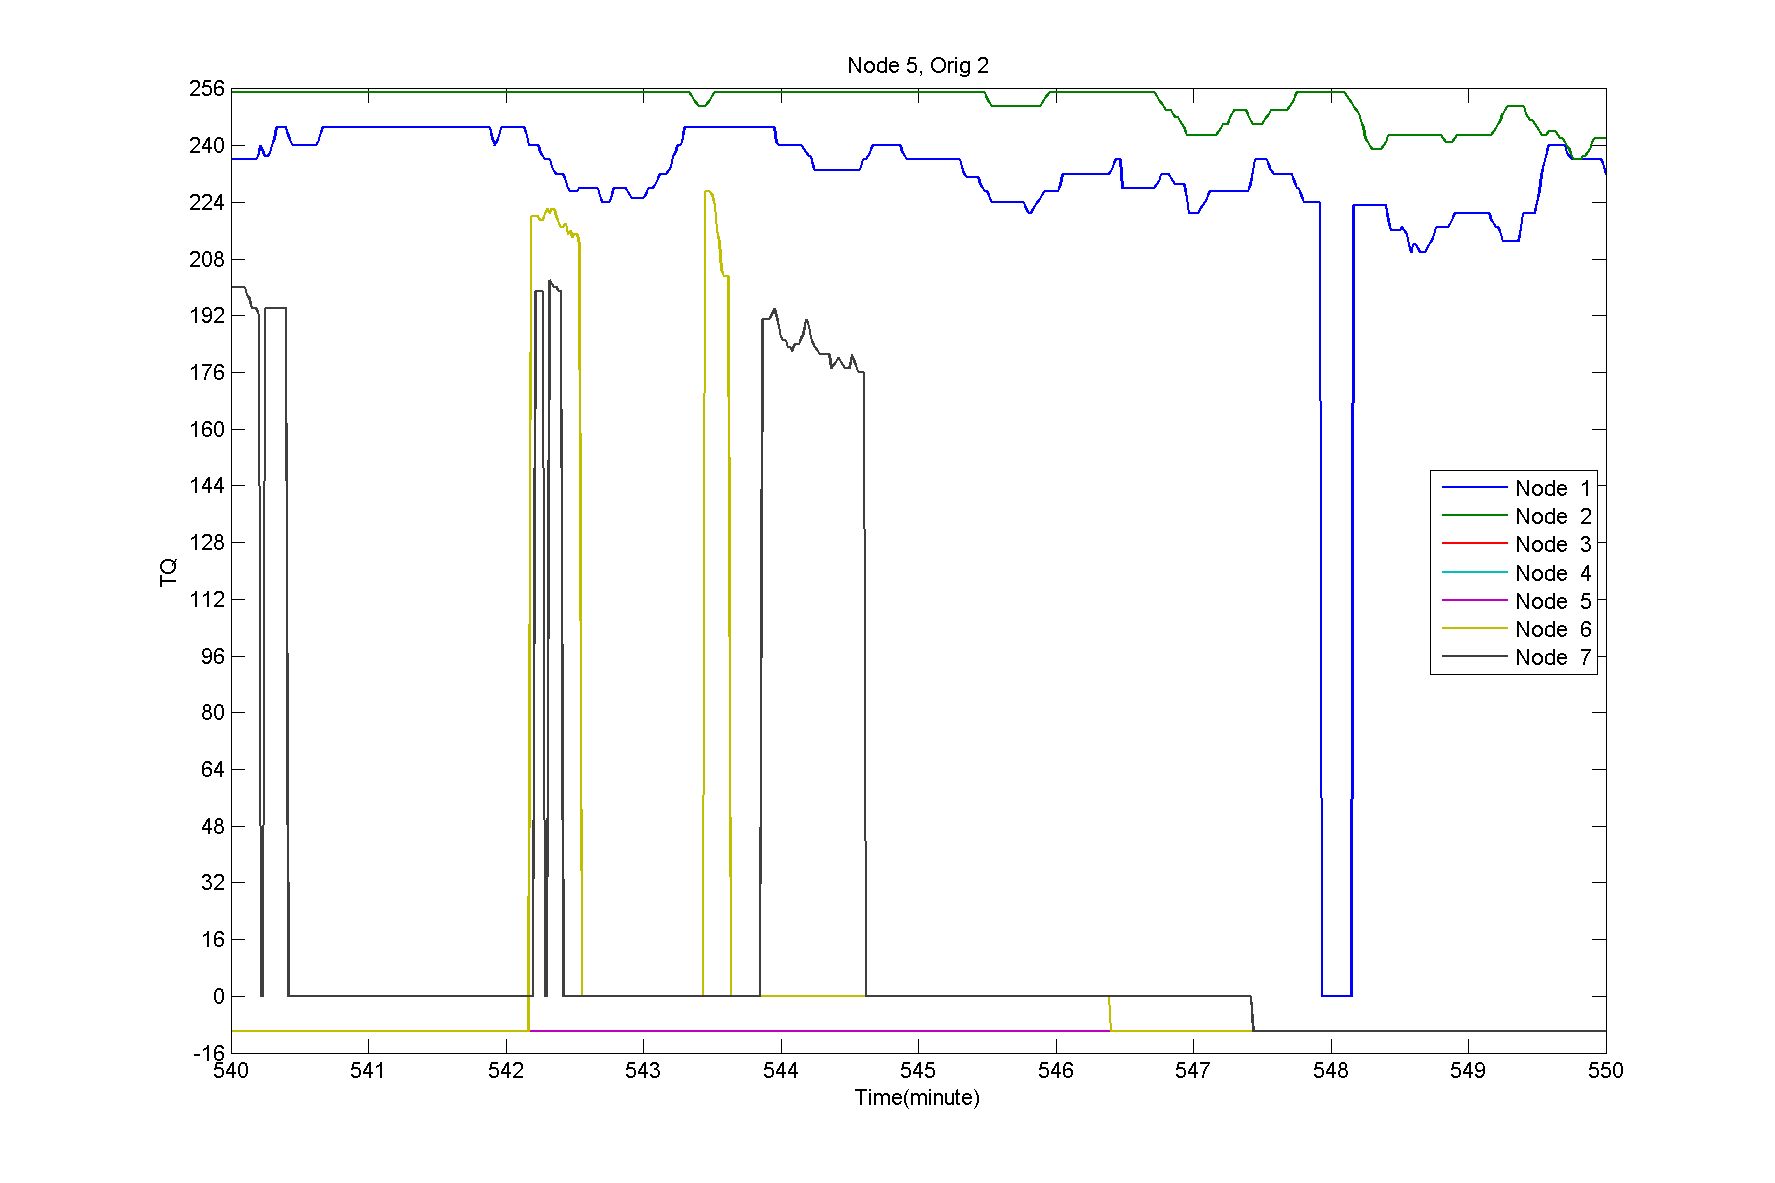 Node 5, Orig 2
256
240
224
208
192
176
160
144
128
112
96
80
64
48
32
16
0
-16
TQ
Node 1
Node 2
Node 3
Node 4
Node 5
Node 6
Node 7
540 541 542 543 544 545 546 547 548 549 550
Time(minute)